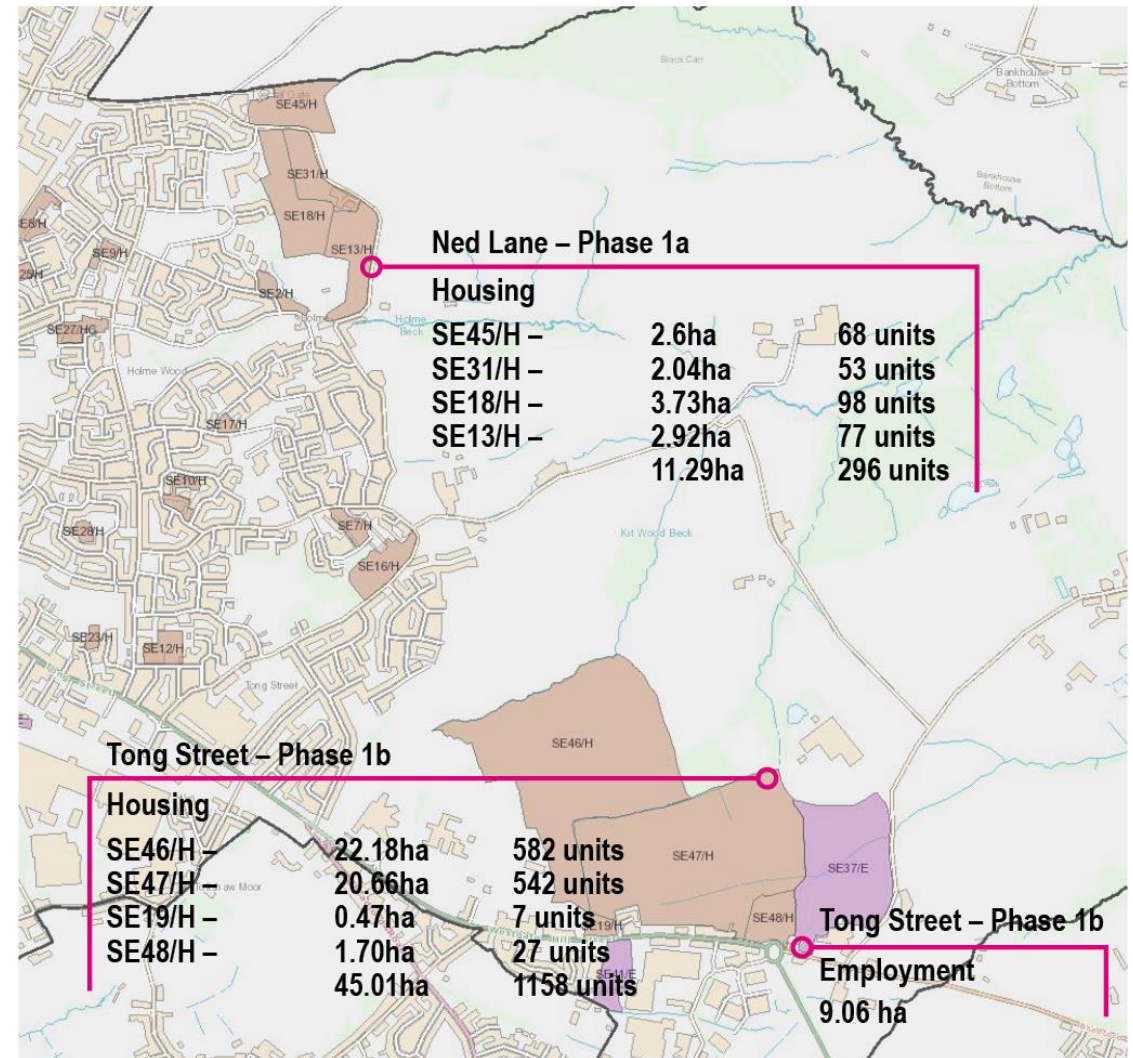 Black Carr
Bankhouse
Bottom
SE45/H
SE31/H
Bankhouse
Bottom
SE18/H
SE9/H
SE13/H
Ned Lane – Phase 1a
SE2/H
Housing
Holme
Beck
SE27/HG
SE45/H – 2.6ha 68 units
SE31/H – 2.04ha 53 units
Holme Wood
SE18/H – 3.73ha 98 units
SE17/H
SE13/H – 2.92ha 77 units
11.29ha 296 units
SE10/H
SE28/H
SE7/H
Kit Wood Beck
SE16/H
SE23/H
SE12/H
Tong Street
SE46/H
Tong Street – Phase 1b
Housing
SE46/H – 22.18ha 582 units
SE47/H
SE47/H – 20.66ha 542 units
SE37/E
SE19/H – 0.47ha 7 units
SE19/H
SE48/H
Tong Street – Phase 1b
SE48/H – 1.70ha 27 units
Employment
45.01ha 1158 units
9.06 ha